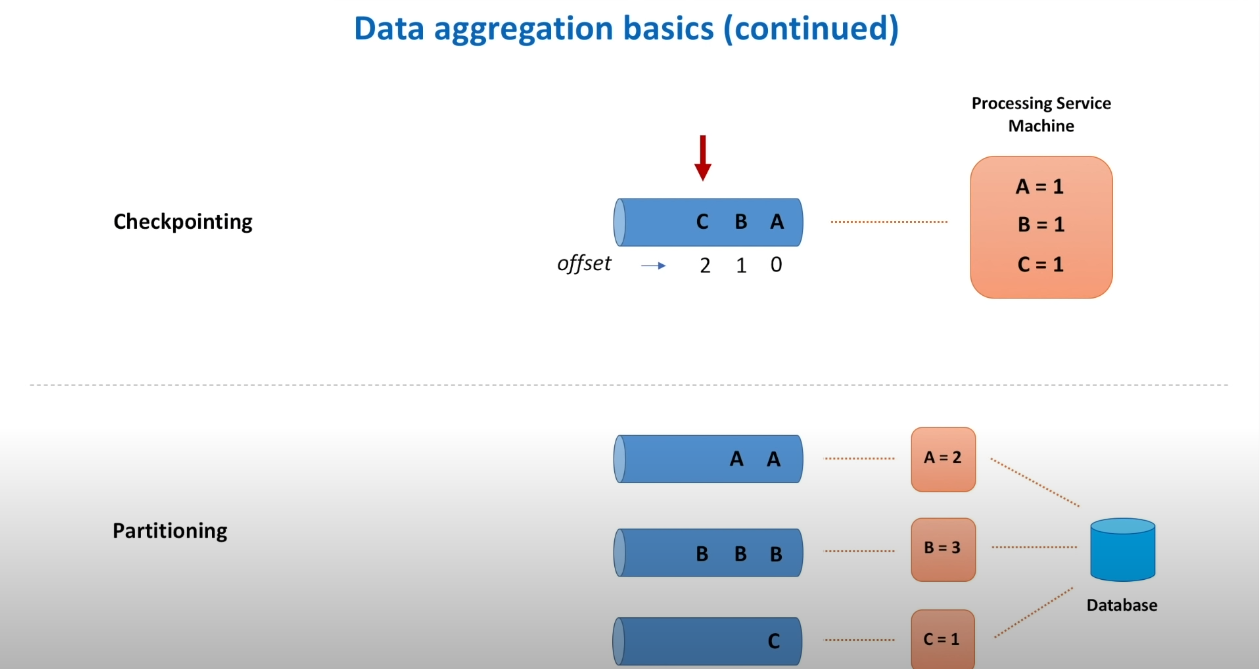 Data aggregation basics (continued)
Processing Service
Machine
Checkpointing
C B A
offset
2 1 0
A = 1
B = 1
C = 1
Partitioning
A A
A = 2
B B B
B = 3
C
C = 1
Database